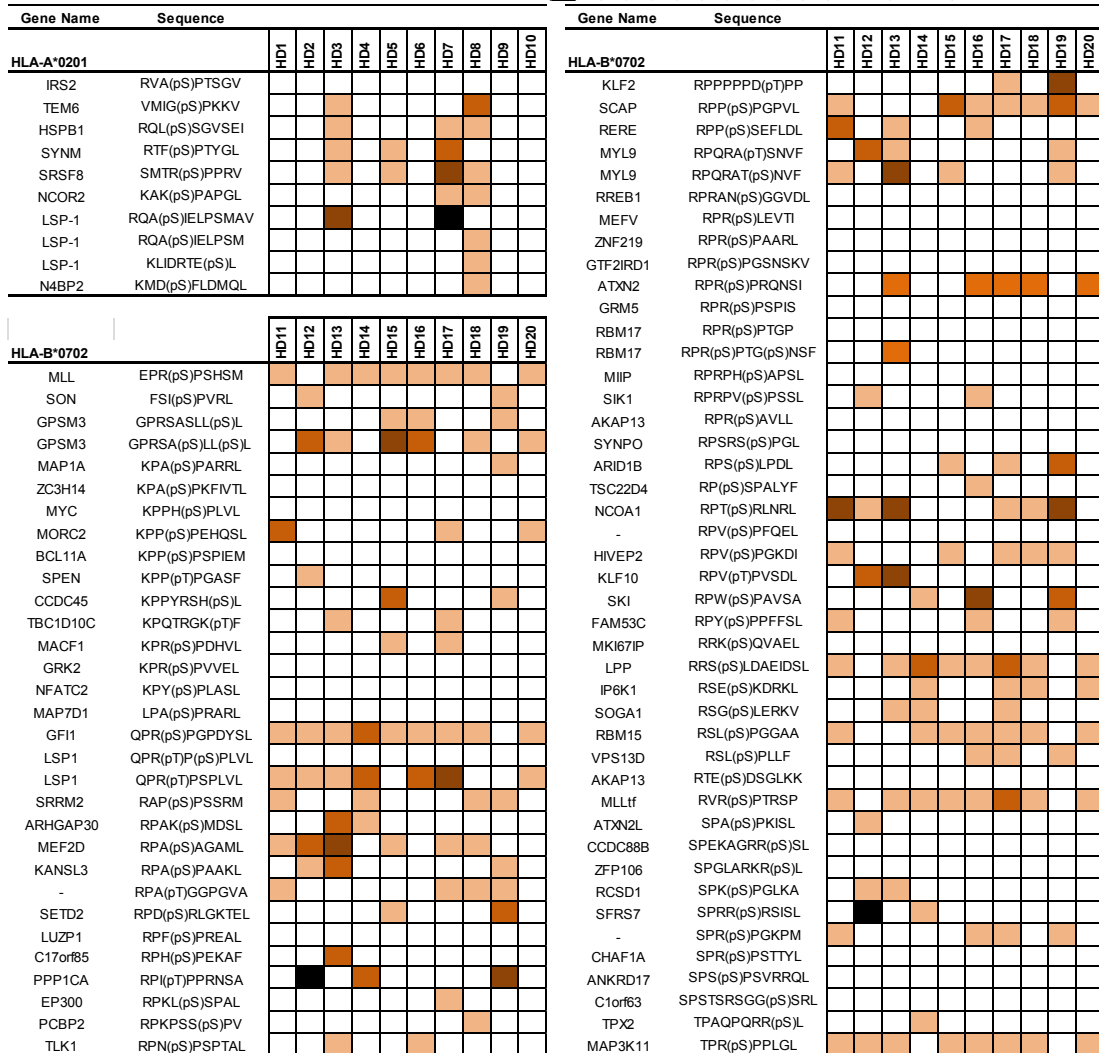 Gene Name Sequence
HLA-A*0201 HD1 HD2 HD3 HD4 HD5 HD6 HD7 HD8 HD9 HD10
IRS2 RVA(pS)PTSGV
TEM6 VMIG(pS)PKKV
HSPB1 RQL(pS)SGVSEI
SYNM RTF(pS)PTYGL
SRSF8 SMTR(pS)PPRV
NCOR2 KAK(pS)PAPGL
LSP-1 RQA(pS)IELPSMAV
LSP-1 RQA(pS)IELPSM
LSP-1 KLIDRTE(pS)L
N4BP2 KMD(pS)FLDMQL
HLA-B*0702 HD11 HD12 HD13 HD14 HD15 HD16 HD17 HD18 HD19 HD20
MLL EPR(pS)PSHSM
SON FSI(pS)PVRL
GPSM3 GPRSASLL(pS)L
GPSM3 GPRSA(pS)LL(pS)L
MAP1A KPA(pS)PARRL
ZC3H14 KPA(pS)PKFIVTL
MYC KPPH(pS)PLVL
MORC2 KPP(pS)PEHQSL
BCL11A KPP(pS)PSPIEM
SPEN KPP(pT)PGASF
CCDC45 KPPYRSH(pS)L
TBC1D10C KPQTRGK(pT)F
MACF1 KPR(pS)PDHVL
GRK2 KPR(pS)PVVEL
NFATC2 KPY(pS)PLASL
MAP7D1 LPA(pS)PRARL
GFI1 QPR(pS)PGPDYSL
LSP1 QPR(pT)P(pS)PLVL
LSP1 QPR(pT)PSPLVL
SRRM2 RAP(pS)PSSRM
ARHGAP30 RPAK(pS)MDSL
MEF2D RPA(pS)AGAML
KANSL3 RPA(pS)PAAKL
- RPA(pT)GGPGVA
SETD2 RPD(pS)RLGKTEL
LUZP1 RPF(pS)PREAL
C17orf85 RPH(pS)PEKAF
PPP1CA RPI(pT)PPRNSA
EP300 RPKL(pS)SPAL
PCBP2 RPKPSS(pS)PV
TLK1 RPN(pS)PSPTAL
Gene Name Sequence
HLA-B*0702 HD11 HD12 HD13 HD14 HD15 HD16 HD17 HD18 HD19 HD20
KLF2 RPPPPPD(pT)PP
SCAP RPP(pS)PGPVL
RERE RPP(pS)SEFLDL
MYL9 RPQRA(pT)SNVF
MYL9 RPQRAT(pS)NVF
RREB1 RPRAN(pS)GGVDL
MEFV RPR(pS)LEVTI
ZNF219 RPR(pS)PAARL
GTF2IRD1 RPR(pS)PGSNSKV
ATXN2 RPR(pS)PRQNSI
GRM5 RPR(pS)PSPIS
RBM17 RPR(pS)PTGP
RBM17 RPR(pS)PTG(pS)NSF
MIIP RPRPH(pS)APSL
SIK1 RPRPV(pS)PSSL
AKAP13 RPR(pS)AVLL
SYNPO RPSRS(pS)PGL
ARID1B RPS(pS)LPDL
TSC22D4 RP(pS)SPALYF
NCOA1 RPT(pS)RLNRL
- RPV(pS)PFQEL
HIVEP2 RPV(pS)PGKDI
KLF10 RPV(pT)PVSDL
SKI RPW(pS)PAVSA
FAM53C RPY(pS)PPFFSL
MKI67IP RRK(pS)QVAEL
LPP RRS(pS)LDAEIDSL
IP6K1 RSE(pS)KDRKL
SOGA1 RSG(pS)LERKV
RBM15 RSL(pS)PGGAA
VPS13D RSL(pS)PLLF
AKAP13 RTE(pS)DSGLKK
MLLtf RVR(pS)PTRSP
ATXN2L SPA(pS)PKISL
CCDC88B SPEKAGRR(pS)SL
ZFP106 SPGLARKR(pS)L
RCSD1 SPK(pS)PGLKA
SFRS7 SPRR(pS)RSISL
- SPR(pS)PGKPM
CHAF1A SPR(pS)PSTTYL
ANKRD17 SPS(pS)PSVRRQL
C1orf63 SPSTSRSGG(pS)SRL
TPX2 TPAQPQRR(pS)L
MAP3K11 TPR(pS)PPLGL